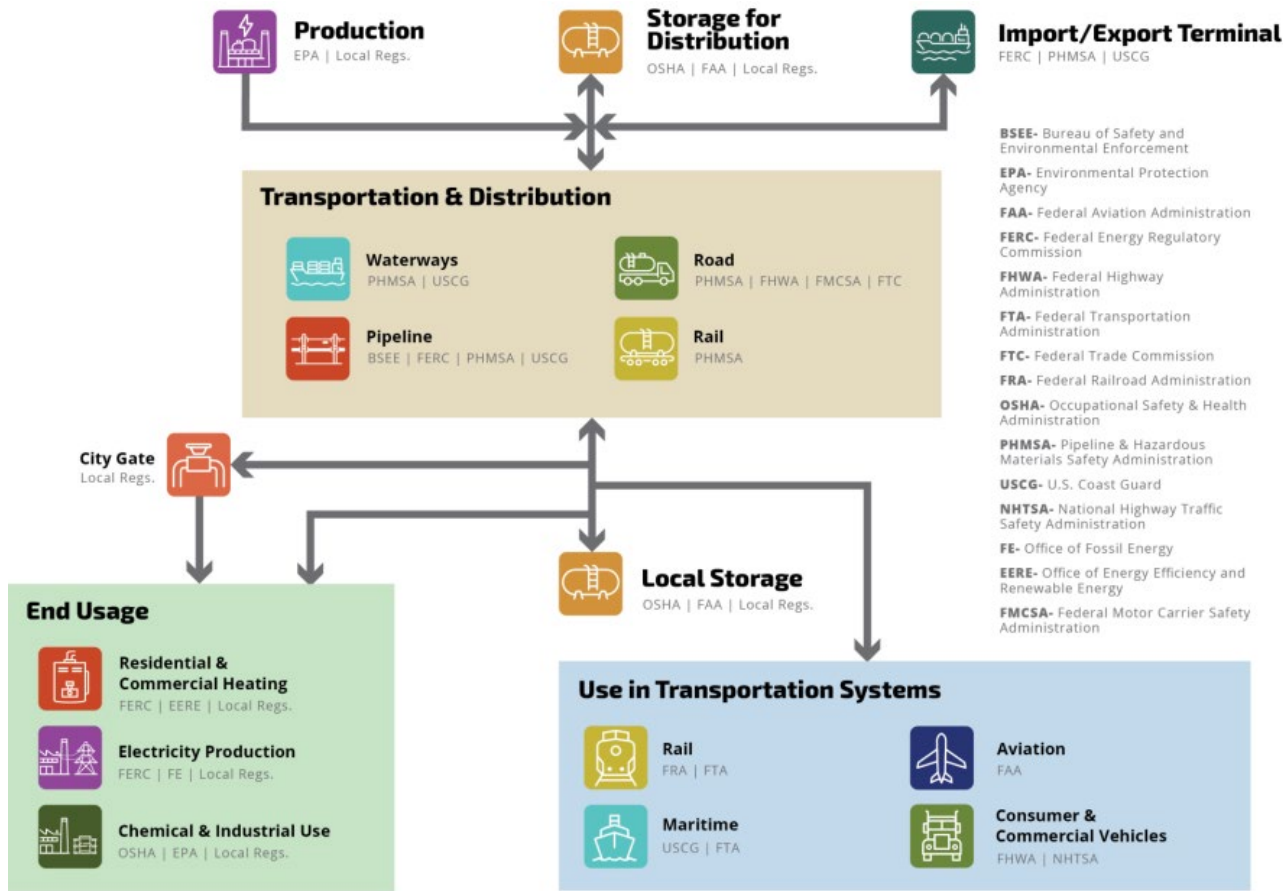 Production
EPA | Local Regs.
Storage for
Distribution
OSHA | FAA | Local Regs.
Import/Export Terminal
FERC | PHMSA | USCG
BSEE- Bureau of Safety and
Environmental Enforcement
EPA- Environmental Protection
Agency
FAA- Federal Aviation Administration
FERC- Federal Energy Regulatory
Commission
FHWA- Federal Highway
Administration
FTA- Federal Transportation
Administration
FTC- Federal Trade Commission
FRA- Federal Railroad Administration
OSHA- Occupational Safety & Health
Administration
PHMSA- Pipeline & Hazardous
Materials Safety Administration
USCG- U.S. Coast Guard
NHTSA- National Highway Traffic
Safety Administration
FE- Office of Fossil Energy
EERE- Office of Energy Efficiency and
Renewable Energy
FMCSA- Federal Motor Carrier Safety
Administration
Transportation & Distribution
Waterways
PHMSA | USCG
Road
PHMSA | FHWA | FMCSA | FTC
Pipeline
BSEE | FERC | PHMSA | USCG
Rail
PHMSA
City Gate
Local Regs.
Local Storage
OSHA | FAA | Local Regs.
End Usage
Residential &
Commercial Heating
FERC | EERE | Local Regs.
Electricity Production
FERC | FE | Local Regs.
Chemical & Industrial Use
OSHA | EPA | Local Regs.
Use in Transportation Systems
Rail
FRA | FTA
Aviation
FAA
Maritime
USCG | FTA
Consumer &
Commercial Vehicles
FHWA | NHTSA